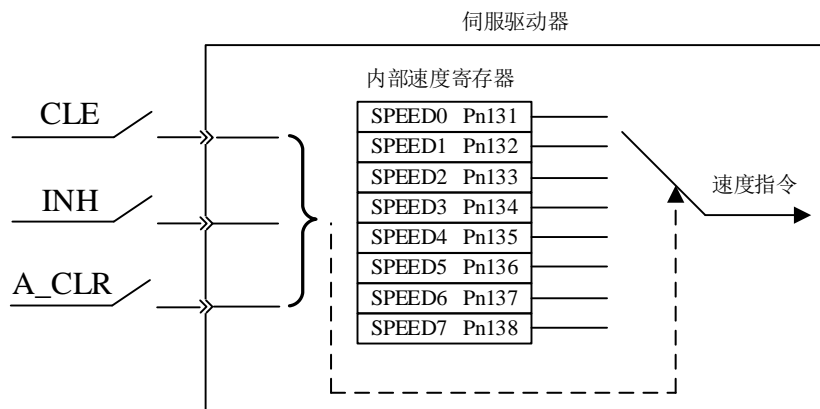 伺服驱动器
内部速度寄存器
CLE
INH
A_CLR
SPEED0 Pn131
SPEED1 Pn132
SPEED2 Pn133
SPEED3 Pn134
SPEED4 Pn135
SPEED5 Pn136
SPEED6 Pn137
SPEED7 Pn138
速度指令